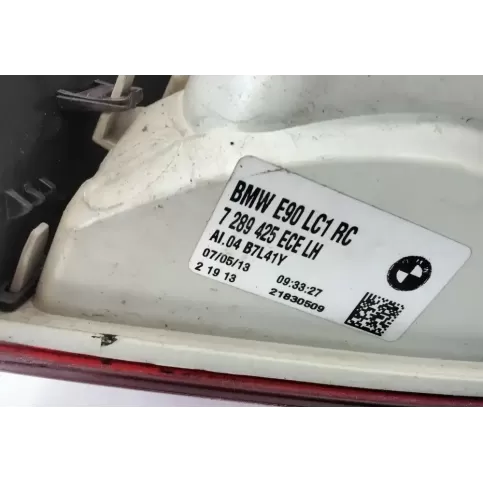 BMW E90 LC1 RC
7 289 425 ECE LH
AI.04 B7L41Y
07/05/13 09:33:27
2 19 13 21830509